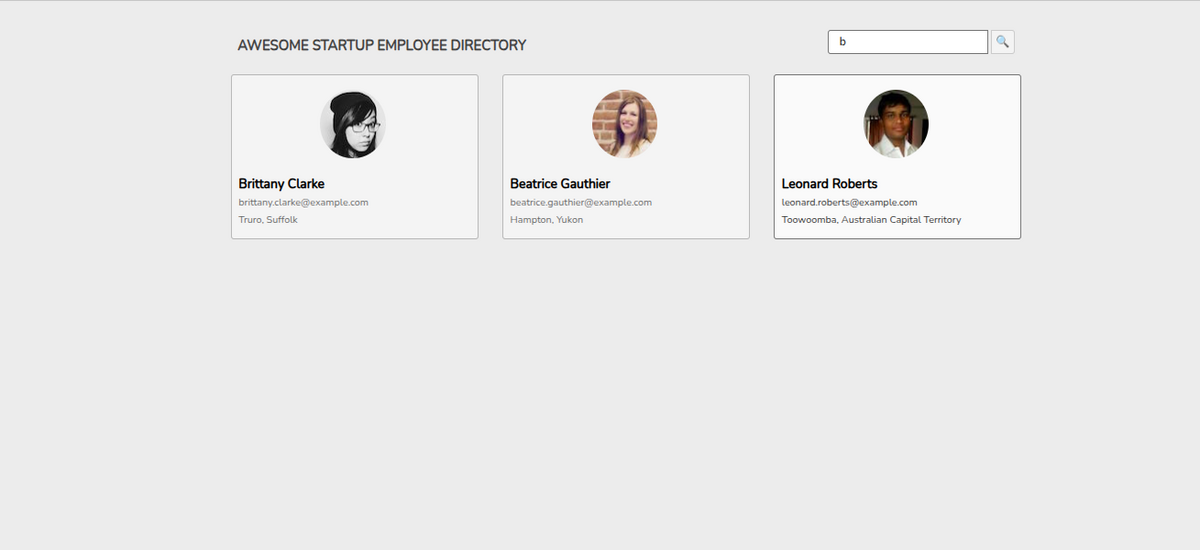 AWESOME STARTUP EMPLOYEE DIRECTORY
b
Brittany Clarke
brittany.clarke@example.com
Truro, Suffolk
Beatrice Gauthier
beatrice.gauthier@example.com
Hampton, Yukon
Leonard Roberts
leonard.roberts@example.com
Toowoomba, Australian Capital Territory